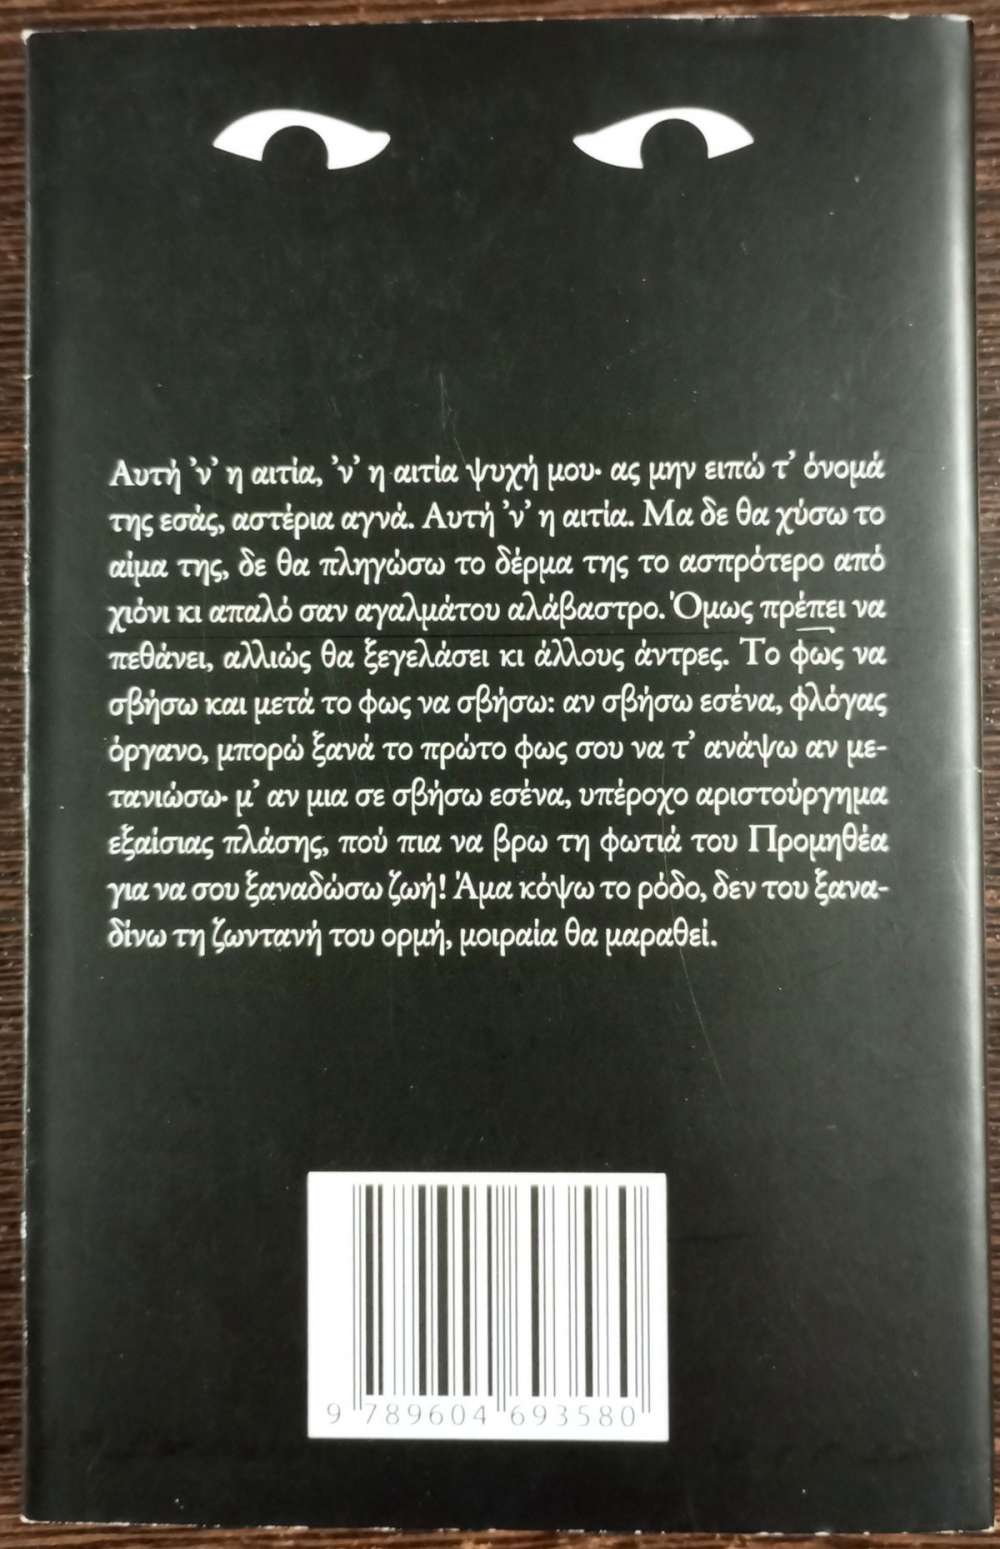 Αυτή 'ν' η αιτία, 'ν' η αιτία ψυχή μου· ας μην ειπώ τ' όνομά
της εσάς, αστέρια αγνά. Αυτή 'ν' η αιτία. Μα δε θα χύσω το
αίμα της, δε θα πληγώσω το δέρμα της το ασπρότερο από
χιόνι κι απαλό σαν αγαλμάτου αλάβαστρο. Όμως πρέπει να
πεθάνει, αλλιώς θα ξεγελάσει κι άλλους άντρες. Το φως να
σβήσω και μετά το φως να σβήσω: αν σβήσω εσένα, φλόγας
όργανο, μπορώ ξανά το πρώτο φως σου να τ' ανάψω αν με-
τανιώσω· μ' αν μια σε σβήσω εσένα, υπέροχο αριστούργημα
εξαίσιας πλάσης, πού πια να βρω τη φωτιά του Προμηθέα
για να σου ξαναδώσω ζωή! Άμα κόψω το ρόδο, δεν του ξανα-
δίνω τη ζωντανή του ορμή, μοιραία θα μαραθεί.
9 789604 693580